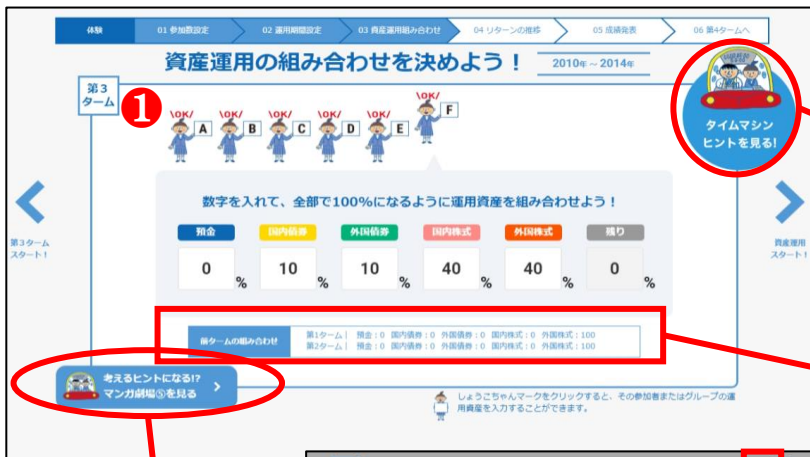 体験 01 参加数設定 02 運用期間設定 03 資産運用組み合わせ 04 リターンの推移 05 成績発表 06 第4タームへ
資産運用の組み合わせを決めよう！ 2010年～2014年
第3
ターム
❶
\OK/ \OK/ \OK/ \OK/ \OK/ \OK/
A B C D E F
タイムマシン
ヒントを見る!
数字を入れて、全部で100%になるように運用資産を組み合わせよう！
預金 国内債券 外国債券 国内株式 外国株式 残り
0 % 10 % 10 % 40 % 40 % 0 %
第3ターム
スタート！
資産運用
スタート！
前タームの組み合わせ
第1ターム｜ 預金：0 国内債券：0 外国債券：0 国内株式：0 外国株式：100
第2ターム｜ 預金：0 国内債券：0 外国債券：0 国内株式：0 外国株式：100
考えるヒントになる!?
マンガ劇場⑤を見る
しょうこちゃんマークをクリックすると、その参加者またはグループの運
用資産を入力することができます。